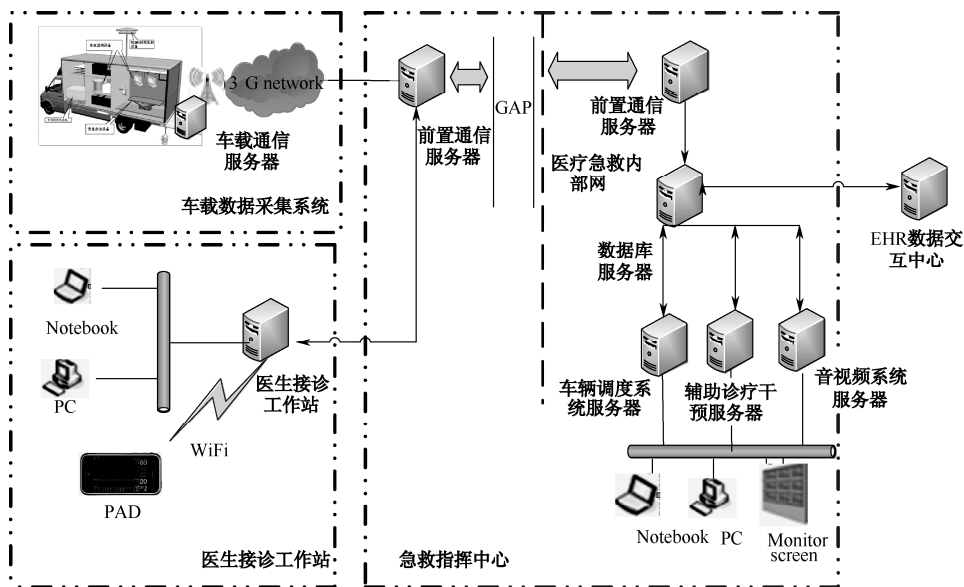 3 G network
车载通信
服务器
车载数据采集系统
前置通信
服务器
GAP
前置通信
服务器
医疗急救内
部网
数据库
服务器
EHR数据交
互中心
Notebook
PC
医生接诊
工作站
WiFi
60
20
PAD
医生接诊工作站
车辆调度系
统服务器
辅助诊疗干
预服务器
音视频系统
服务器
Notebook
PC
Monitor
screen
急救指挥中心